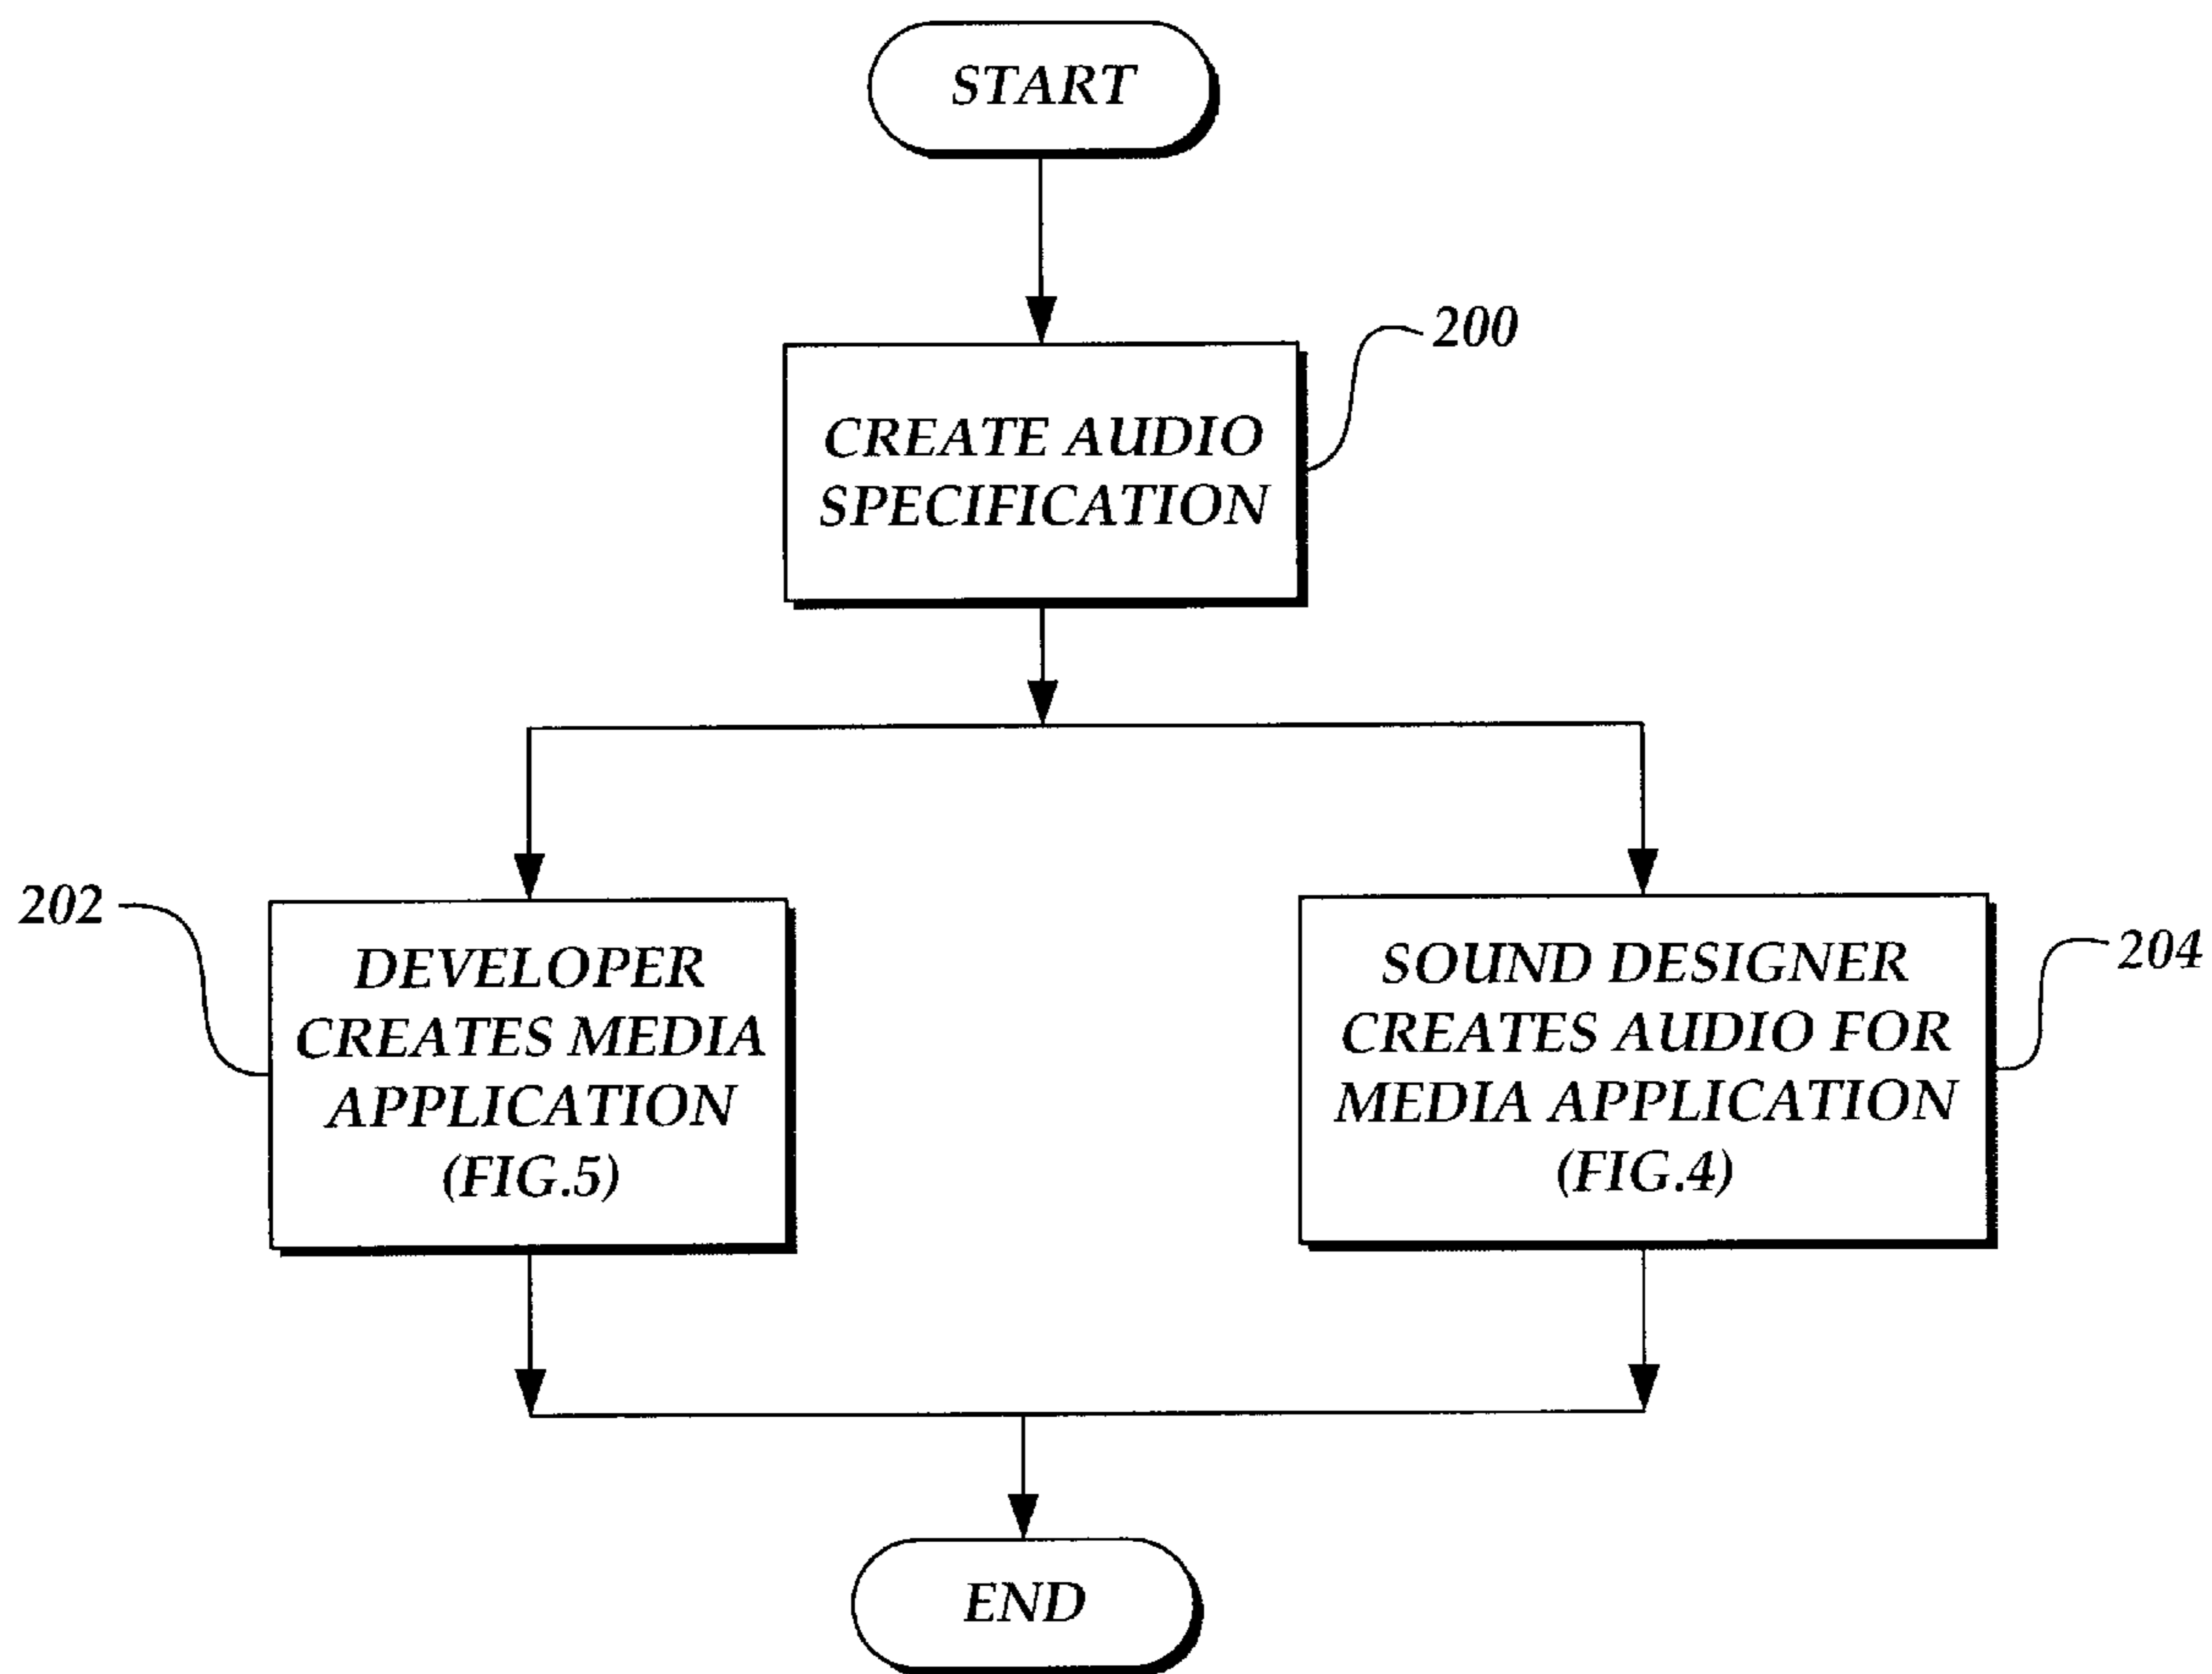 START
200
CREATE AUDIO
SPECIFICATION
202
DEVELOPER
CREATES MEDIA
APPLICATION
(FIG.5)
SOUND DESIGNER
CREATES AUDIO FOR
MEDIA APPLICATION
(FIG.4)
204
END